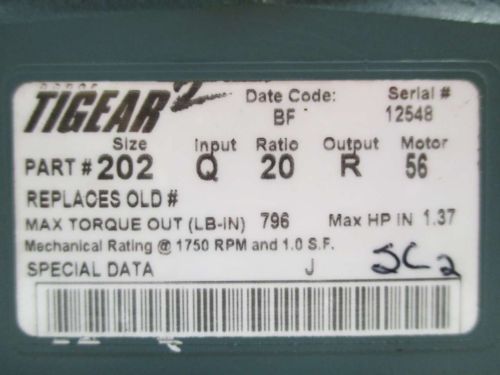 TIGEAR 2
Date Code: Serial #
BF 12548
Size Input Ratio Output Motor
PART # 202 Q 20 R 56
REPLACES OLD #
MAX TORQUE OUT (LB-IN) 796 Max HP IN 1.37
Mechanical Rating @ 1750 RPM and 1.0 S.F.
SPECIAL DATA J SC2